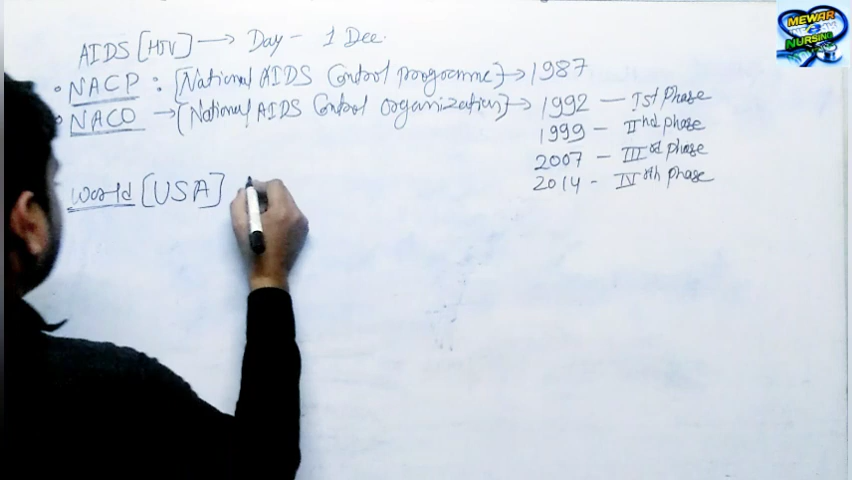 MEWAR
NURSING
AIDS [HIV] → Day - 1 Dec.
• NACP : [National AIDS Control programme] → 1987
• NACO → [National AIDS Control Organization] → 1992 - Ist Phase
1999 - IInd phase
2007 - IIIrd phase
2014 - IVth phase
World [USA]